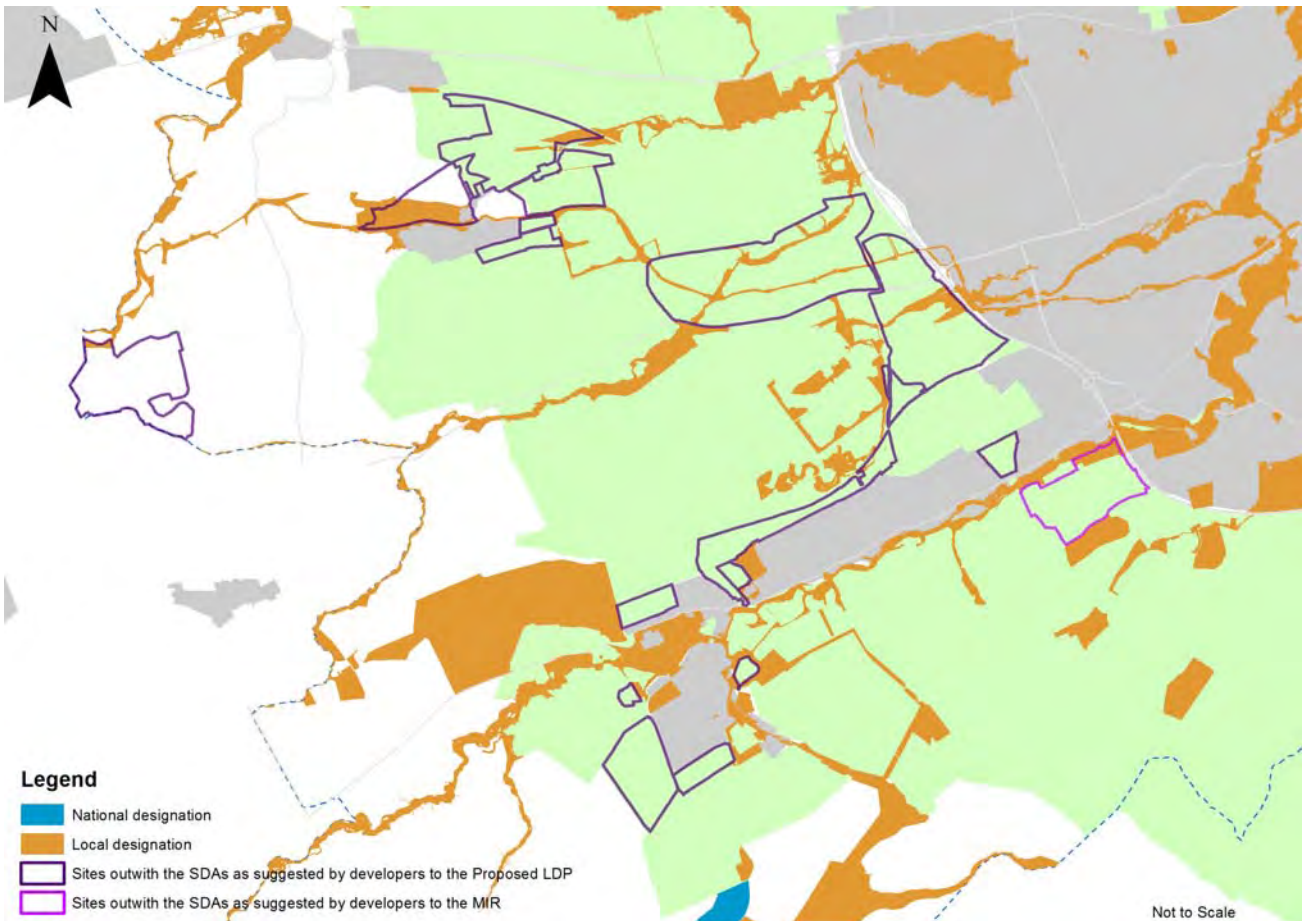 N
Legend
National designation
Local designation
Sites outwith the SDAs as suggested by developers to the Proposed LDP
Sites outwith the SDAs as suggested by developers to the MIR
Not to Scale